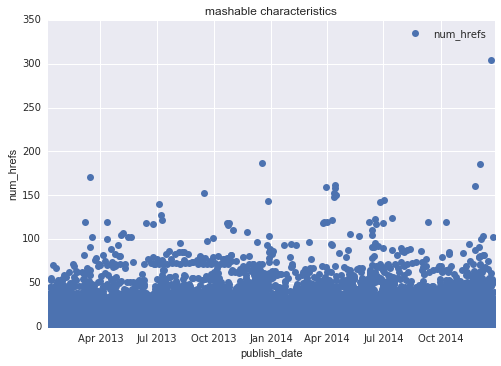 mashable characteristics
350
num_hrefs
300
250
200
150
100
50
0
num_hrefs
Apr 2013
Jul 2013
Oct 2013
Jan 2014
Apr 2014
Jul 2014
Oct 2014
publish_date